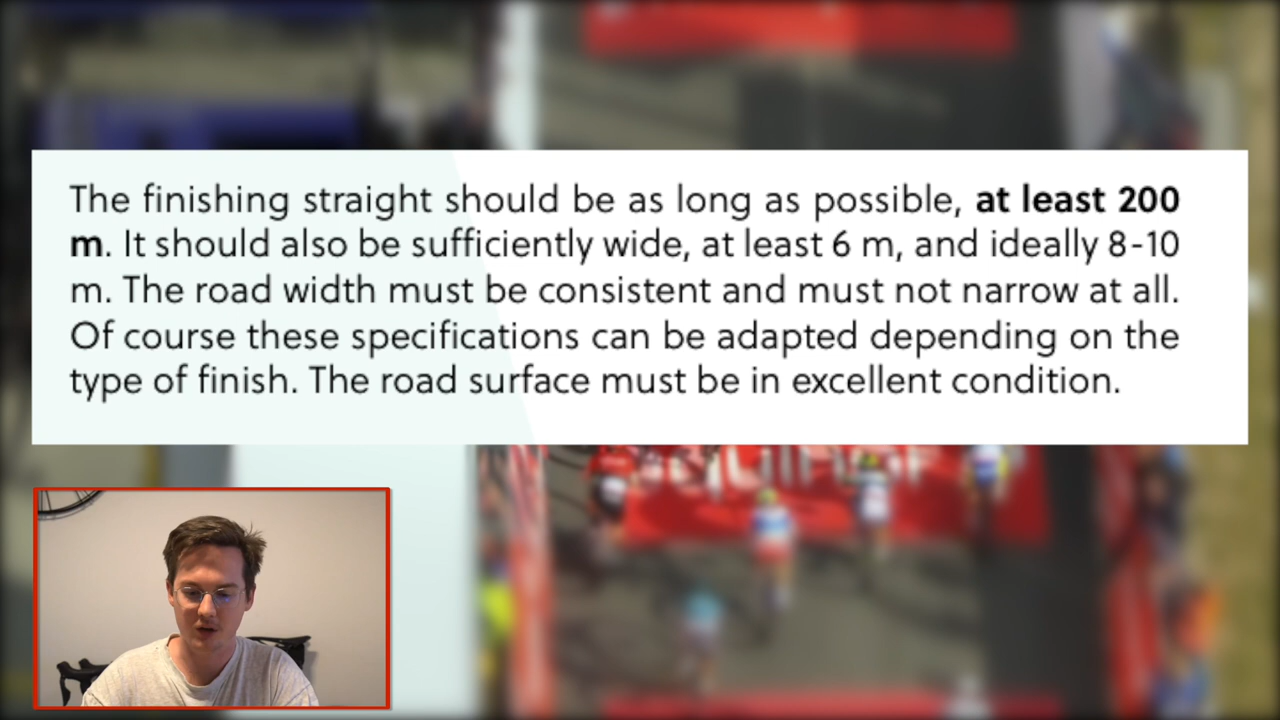 The finishing straight should be as long as possible, at least 200
m. It should also be sufficiently wide, at least 6 m, and ideally 8-10
m. The road width must be consistent and must not narrow at all.
Of course these specifications can be adapted depending on the
type of finish. The road surface must be in excellent condition.